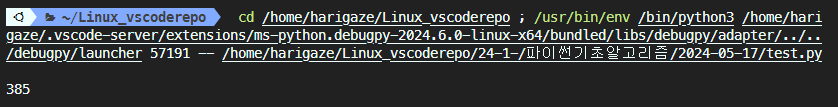 ~/Linux_vscoderepo cd /home/harigaze/Linux_vscoderepo ; /usr/bin/env /bin/python3 /home/hari
gaze/.vscode-server/extensions/ms-python.debugpy-2024.6.0-linux-x64/bundled/libs/debugpy/adapter/../..
/debugpy/launcher 57191 -- /home/harigaze/Linux_vscoderepo/24-1-/파이썬기초알고리즘/2024-05-17/test.py
385